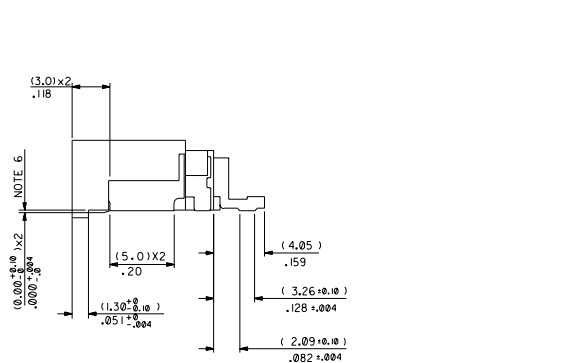 (3.0)x2
.118
NOTE 6
(0.00 +0.10 -0 )x2
.000 +.004 -.0
(5.0)X2
.20
(4.05 )
.159
(1.30 +0 -0.10 )
.051 +0 -.004
( 3.26 ±0.10 )
.128 ±.004
( 2.09 ±0.10 )
.082 ±.004